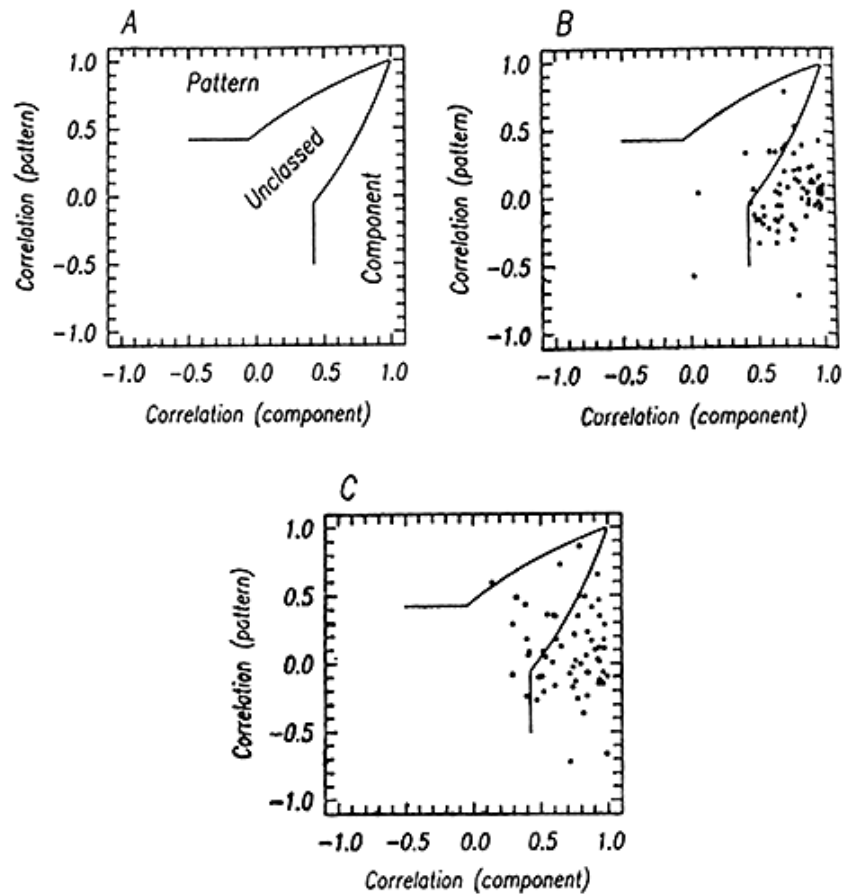 A
1.0
0.5
0.0
-0.5
-1.0
Correlation (pattern)
Pattern
Unclassed
Component
-1.0 -0.5 0.0 0.5 1.0
Correlation (component)
B
1.0
0.5
0.0
-0.5
-1.0
Correlation (pattern)
-1.0 -0.5 0.0 0.5 1.0
Correlation (component)
C
1.0
0.5
0.0
-0.5
-1.0
Correlation (pattern)
-1.0 -0.5 0.0 0.5 1.0
Correlation (component)